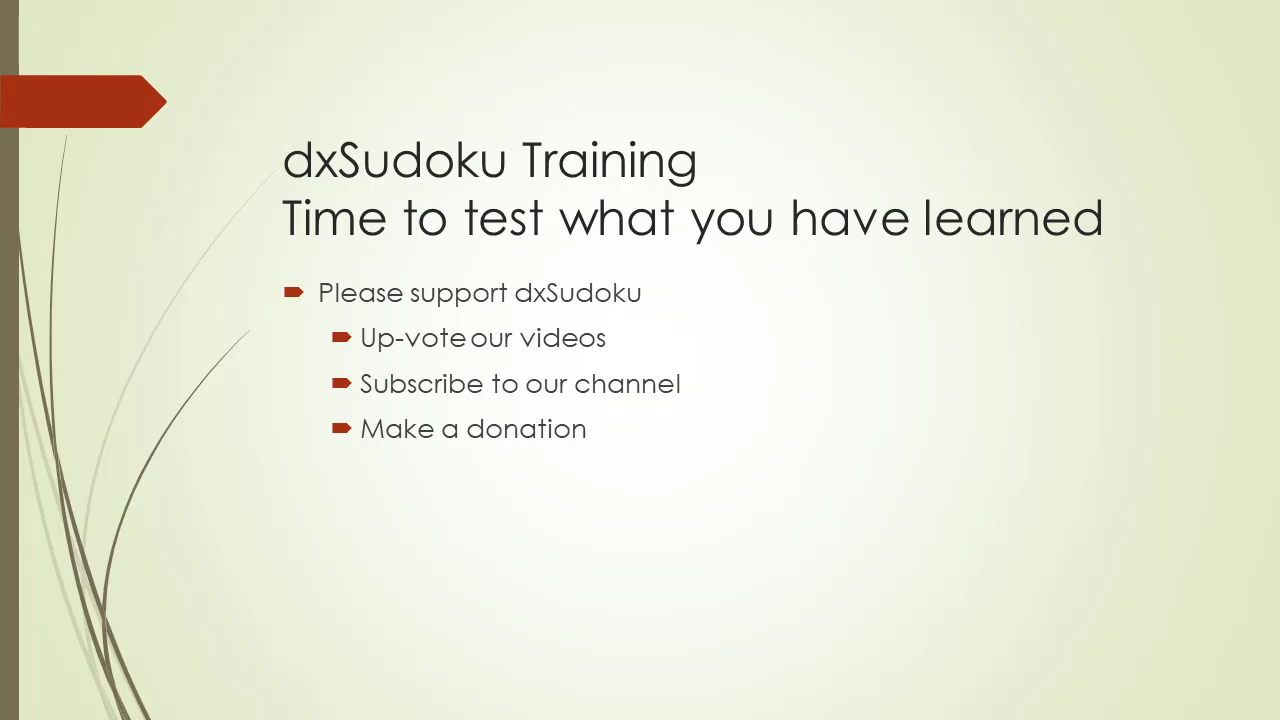 dxSudoku Training
Time to test what you have learned
Please support dxSudoku
Up-vote our videos
Subscribe to our channel
Make a donation